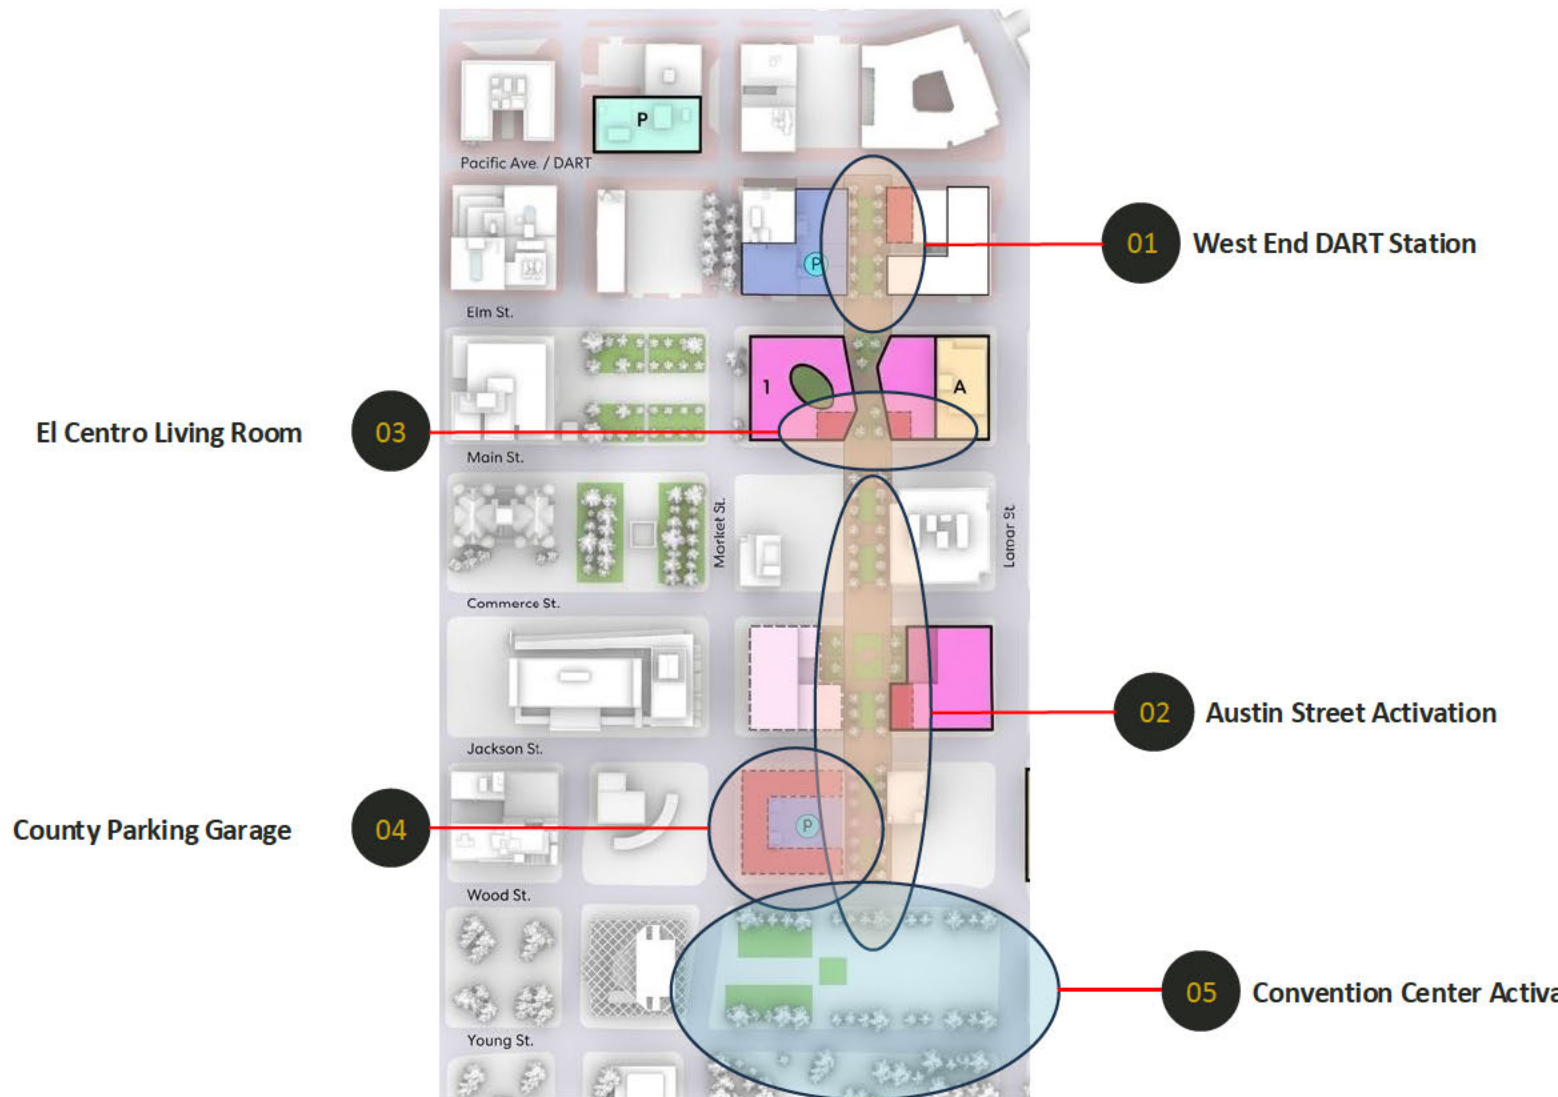 P
Pacific Ave. / DART
P
01 West End DART Station
Elm St.
1
A
El Centro Living Room 03
Main St.
Market St.
Lamar St.
Commerce St.
02 Austin Street Activation
Jackson St.
County Parking Garage 04
P
Wood St.
05 Convention Center Activa
Young St.